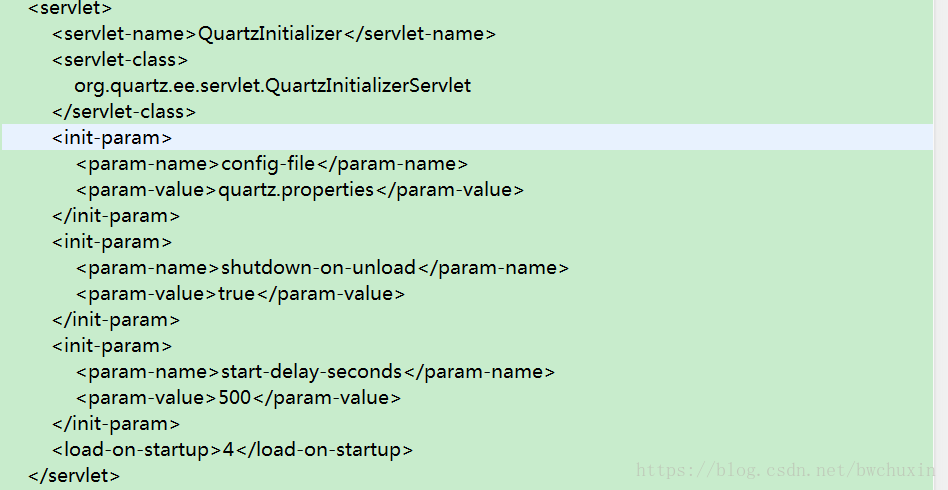 <servlet>
<servlet-name>QuartzInitializer</servlet-name>
<servlet-class>
org.quartz.ee.servlet.QuartzInitializerServlet
</servlet-class>
<init-param>
<param-name>config-file</param-name>
<param-value>quartz.properties</param-value>
</init-param>
<init-param>
<param-name>shutdown-on-unload</param-name>
<param-value>true</param-value>
</init-param>
<init-param>
<param-name>start-delay-seconds</param-name>
<param-value>500</param-value>
</init-param>
<load-on-startup>4</load-on-startup>
</servlet>
https://blog.csdn.net/bwchuxin